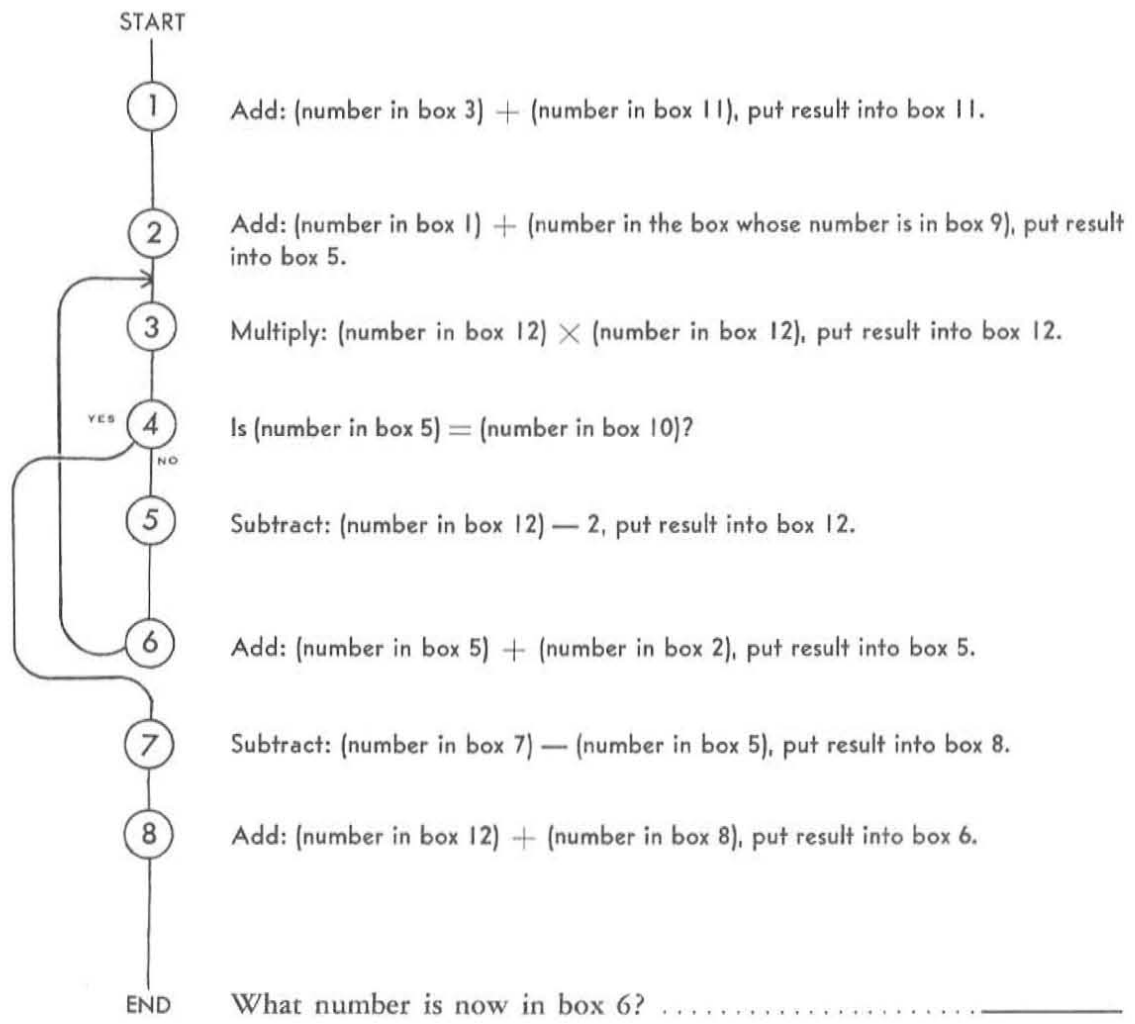 START
1 Add: (number in box 3) + (number in box 11), put result into box 11.
2 Add: (number in box 1) + (number in the box whose number is in box 9), put result
into box 5.
3 Multiply: (number in box 12) × (number in box 12), put result into box 12.
YES 4 Is (number in box 5) = (number in box 10)?
NO
5 Subtract: (number in box 12) — 2, put result into box 12.
6 Add: (number in box 5) + (number in box 2), put result into box 5.
7 Subtract: (number in box 7) — (number in box 5), put result into box 8.
8 Add: (number in box 12) + (number in box 8), put result into box 6.
END What number is now in box 6? ......................